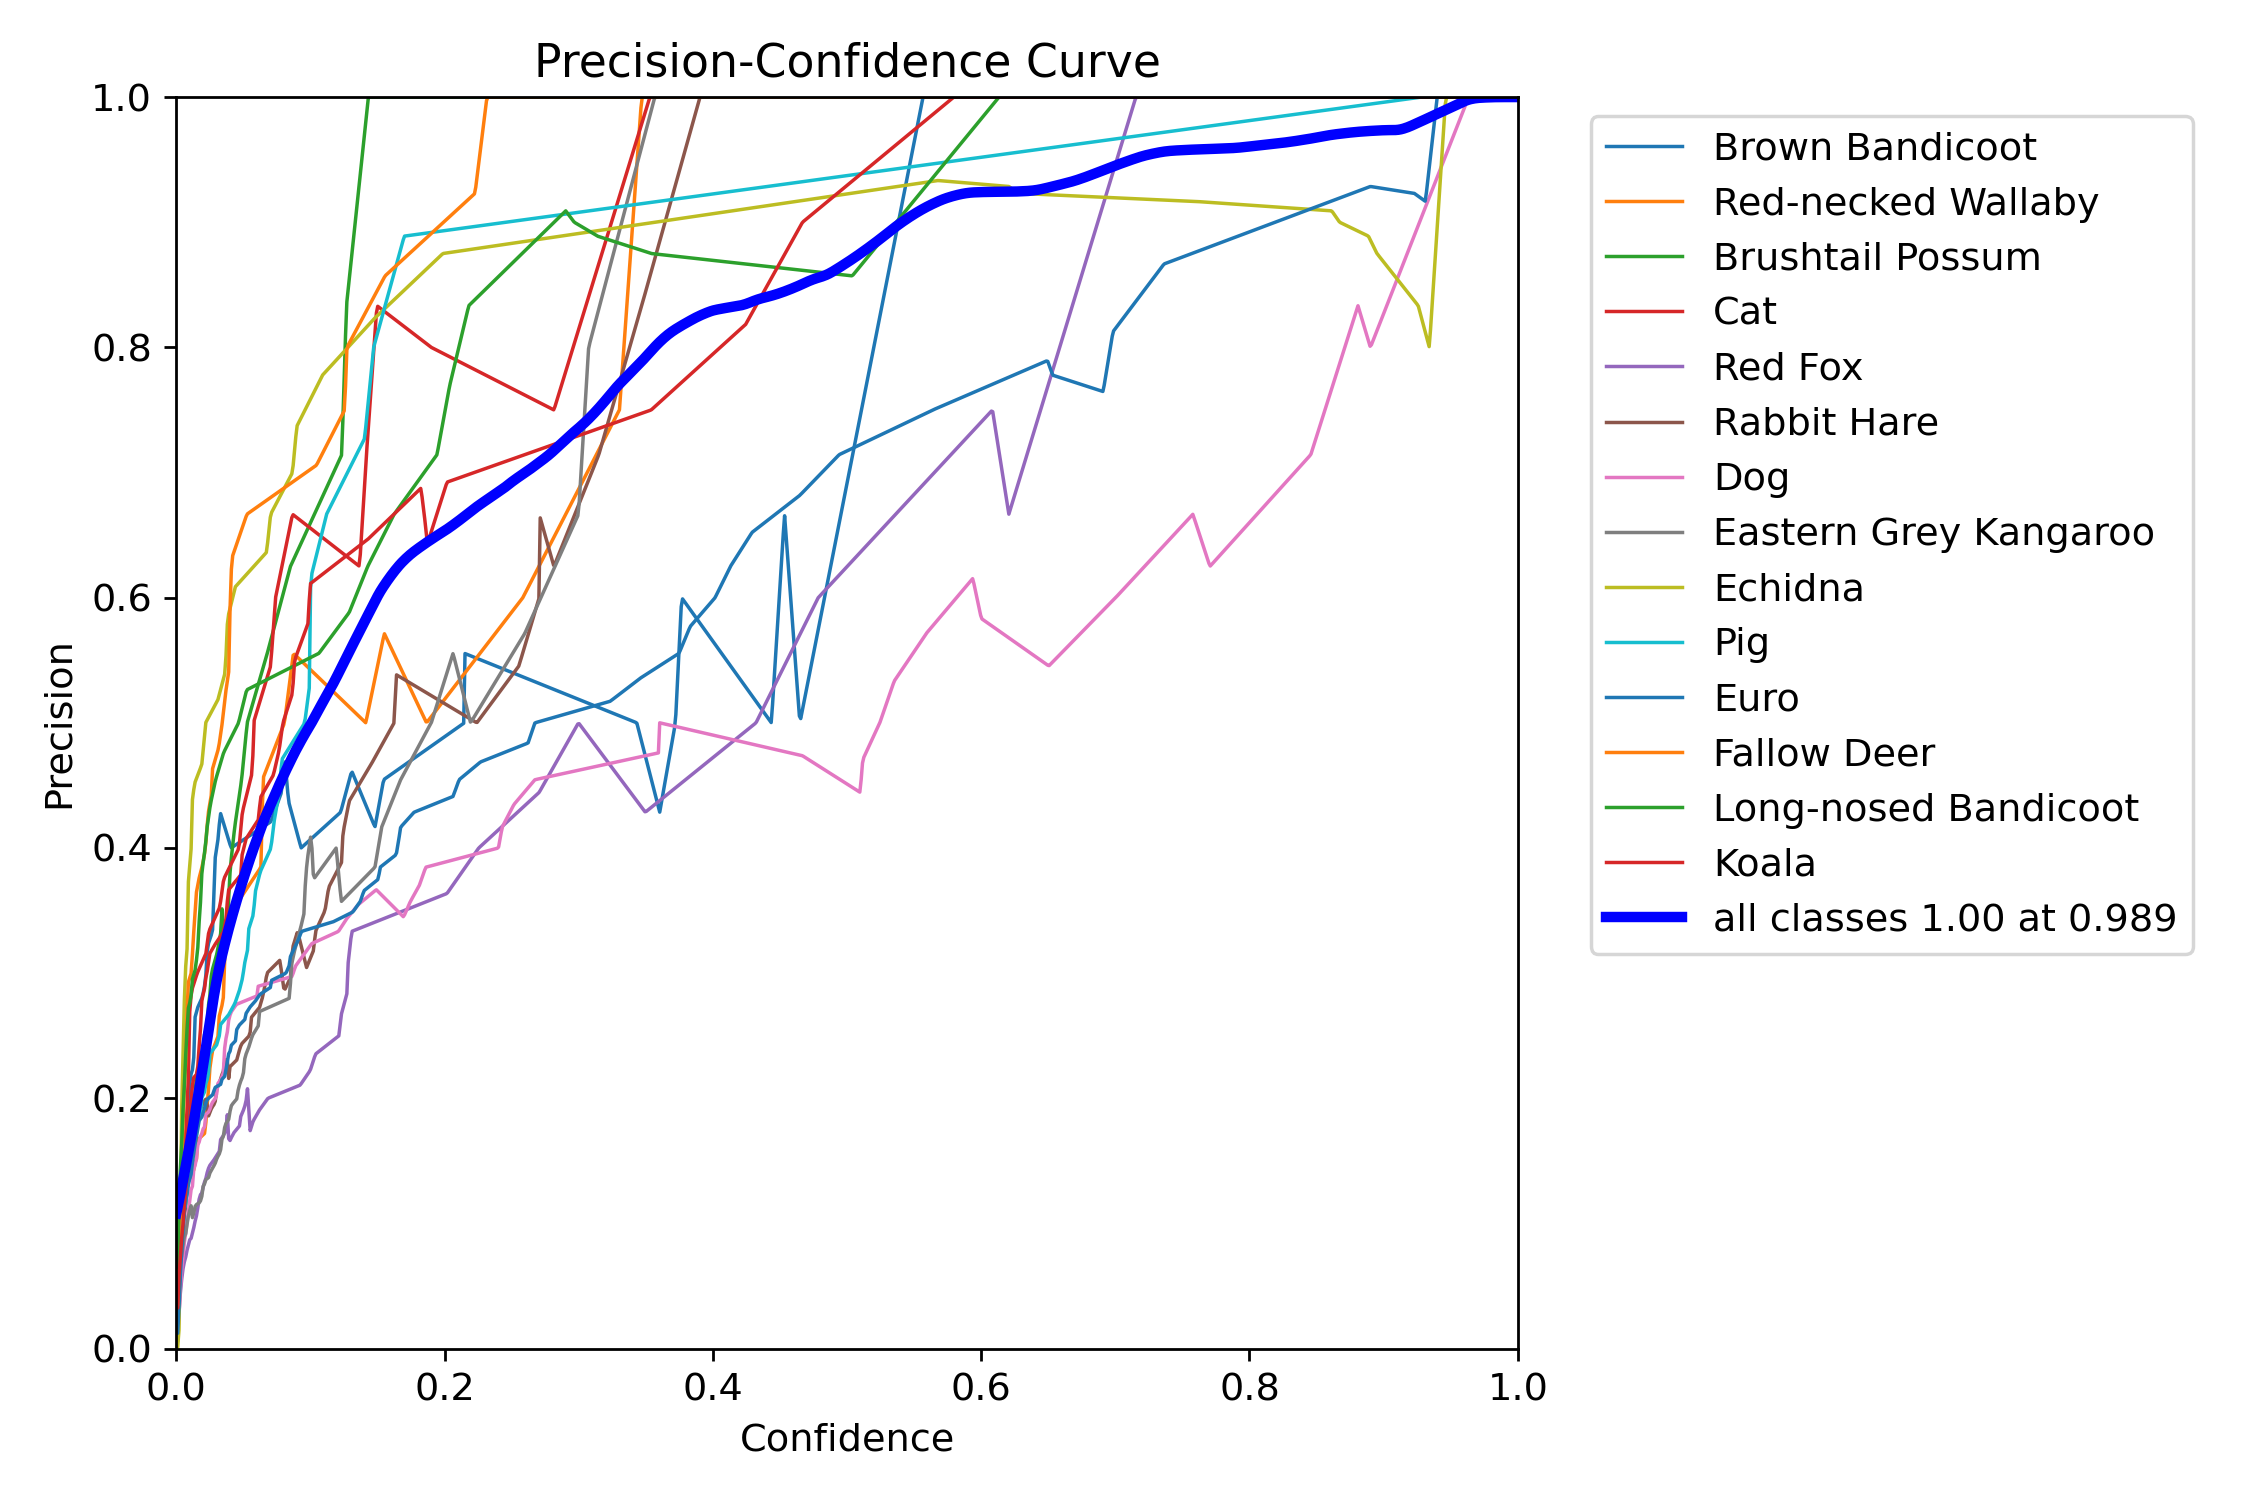 Precision-Confidence Curve
1.0
0.8
0.6
0.4
0.2
0.0
Precision
0.0 0.2 0.4 0.6 0.8 1.0
Confidence
Brown Bandicoot
Red-necked Wallaby
Brushtail Possum
Cat
Red Fox
Rabbit Hare
Dog
Eastern Grey Kangaroo
Echidna
Pig
Euro
Fallow Deer
Long-nosed Bandicoot
Koala
all classes 1.00 at 0.989